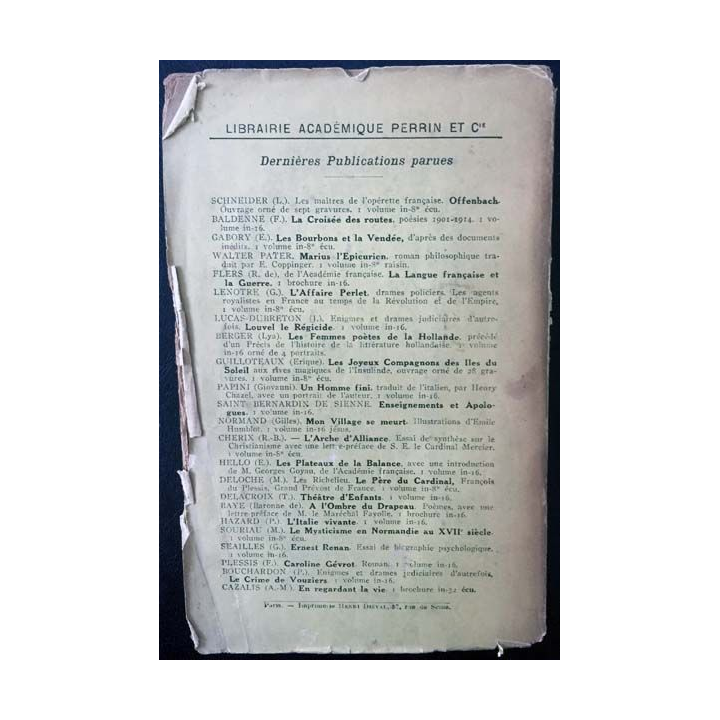 LIBRAIRIE ACADÉMIQUE PERRIN ET Cie
Dernières Publications parues
SCHNEIDER (L.). Les maîtres de l'opérette française. Offenbach.
Ouvrage orné de sept gravures. 1 volume in-8º écu.
BALDENNE (F.). La Croisée des routes, poésies 1901-1914. 1 vo-
lume in-16.
GABORY (E.). Les Bourbons et la Vendée, d'après des documents
inédits. 1 volume in-8º écu.
WALTER PATER. Marius l'Epicurien, roman philosophique tra-
duit par E. Coppinger. 1 volume in-8º raisin.
FLERS (R. de), de l'Académie française. La Langue française et
la Guerre. 1 brochure in-16.
LENOTRE (G.). L'Affaire Perlet, drames policiers. Les agents
royalistes en France au temps de la Révolution et de l'Empire,
1 volume in-8º écu.
LUCAS-DUBRETON (J.). Enigmes et drames judiciaires d'autre-
fois. Louvel le Régicide. 1 volume in-16.
BERGER (Lya). Les Femmes poètes de la Hollande, précédé
d'un Précis de l'histoire de la littérature hollandaise. 1 volume
in-16 orné de 4 portraits.
GUILLOTEAUX (Erique). Les Joyeux Compagnons des Iles du
Soleil aux rives magiques de l'Insulinde, ouvrage orné de 28 gra-
vures. 1 volume in-8º écu.
PAPINI (Giovanni). Un Homme fini, traduit de l'italien, par Henry
Chazel, avec un portrait de l'auteur. 1 volume in-16.
SAINT BERNARDIN DE SIENNE. Enseignements et Apolo-
gues. 1 volume in-16.
NORMAND (Gilles). Mon Village se meurt. Illustrations d'Emile
Humblot. 1 volume in-16 jésus.
CHERIX (R.-B.). — L'Arche d'Alliance. Essai de synthèse sur le
Christianisme avec une lettre-préface de S. E. le Cardinal Mercier.
1 volume in-8º écu.
HELLO (E.). Les Plateaux de la Balance, avec une introduction
de M. Georges Goyau, de l'Académie française. 1 volume in-16.
DELOCHE (M.). Les Richelieu. Le Père du Cardinal, François
du Plessis, Grand Prévost de France. 1 volume in-8º écu.
DELACROIX (T.). Théâtre d'Enfants. 1 volume in-16.
BAYE (Baronne de). A l'Ombre du Drapeau. Poèmes, avec une
lettre-préface de M. le Maréchal Fayolle. 1 brochure in-16.
HAZARD (P.). L'Italie vivante. 1 volume in-16.
SOURIAU (M.). Le Mysticisme en Normandie au XVIIe siècle.
1 volume in-8º écu.
SEAILLES (G.). Ernest Renan. Essai de biographie psychologique.
1 volume in-16.
PLESSIS (F.). Caroline Gévrot. Roman. 1 volume in-16.
BOUCHARDON (P.). Enigmes et drames judiciaires d'autrefois.
Le Crime de Vouziers. 1 volume in-16.
CAZALIS (A.-M.). En regardant la vie. 1 brochure in-32 écu.
Paris. — Imprimerie HENRI DIÉVAL, 57, rue de Seine.